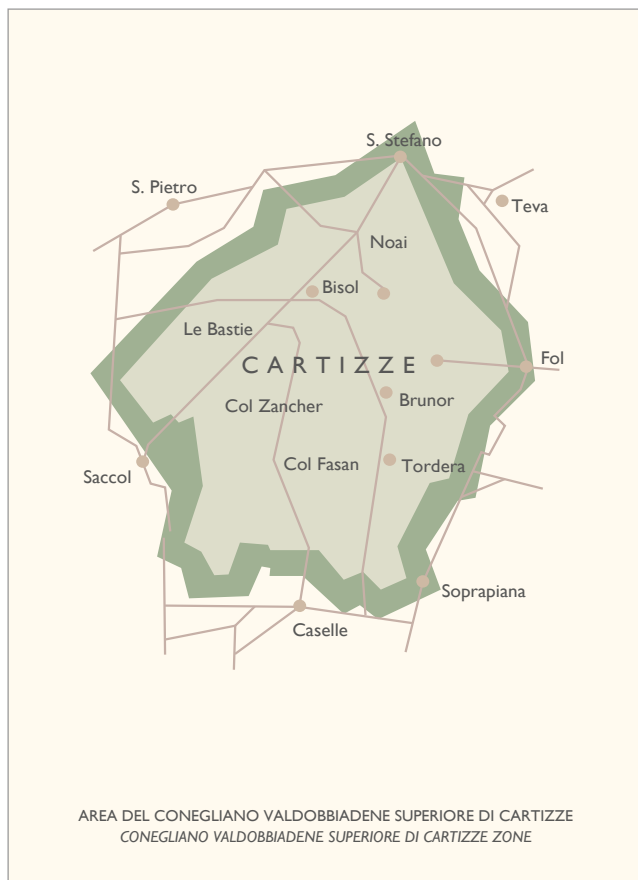 S. Stefano
S. Pietro
Teva
Noai
Bisol
Le Bastie
Fol
CARTIZZE
Brunor
Col Zancher
Col Fasan
Tordera
Saccol
Soprapiana
Caselle
AREA DEL CONEGLIANO VALDOBBIADENE SUPERIORE DI CARTIZZE
CONEGLIANO VALDOBBIADENE SUPERIORE DI CARTIZZE ZONE